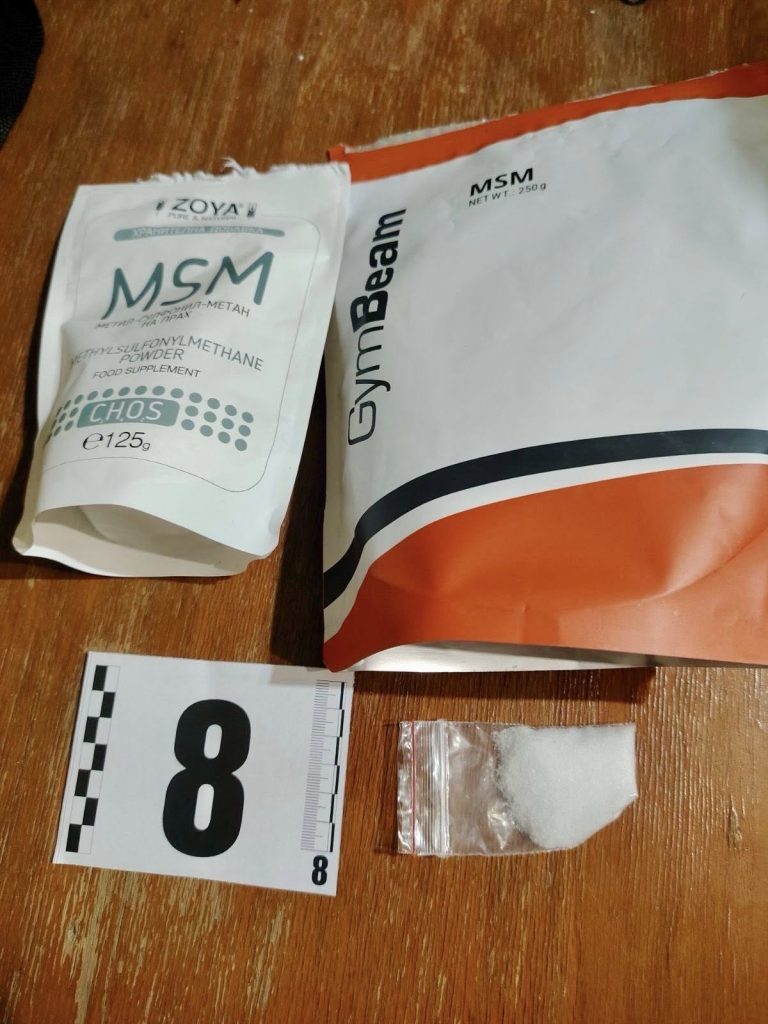 ZOYA®
PURE & NATURAL
ХРАНИТЕЛНА ДОБАВКА
MSM
МЕТИЛ-СУЛФОНИЛ-МЕТАН
НА ПРАХ
METHYLSULFONYLMETHANE
POWDER
FOOD SUPPLEMENT
C.H.O.S
℮125g
GymBeam
MSM
NET WT.: 250 g
8
8